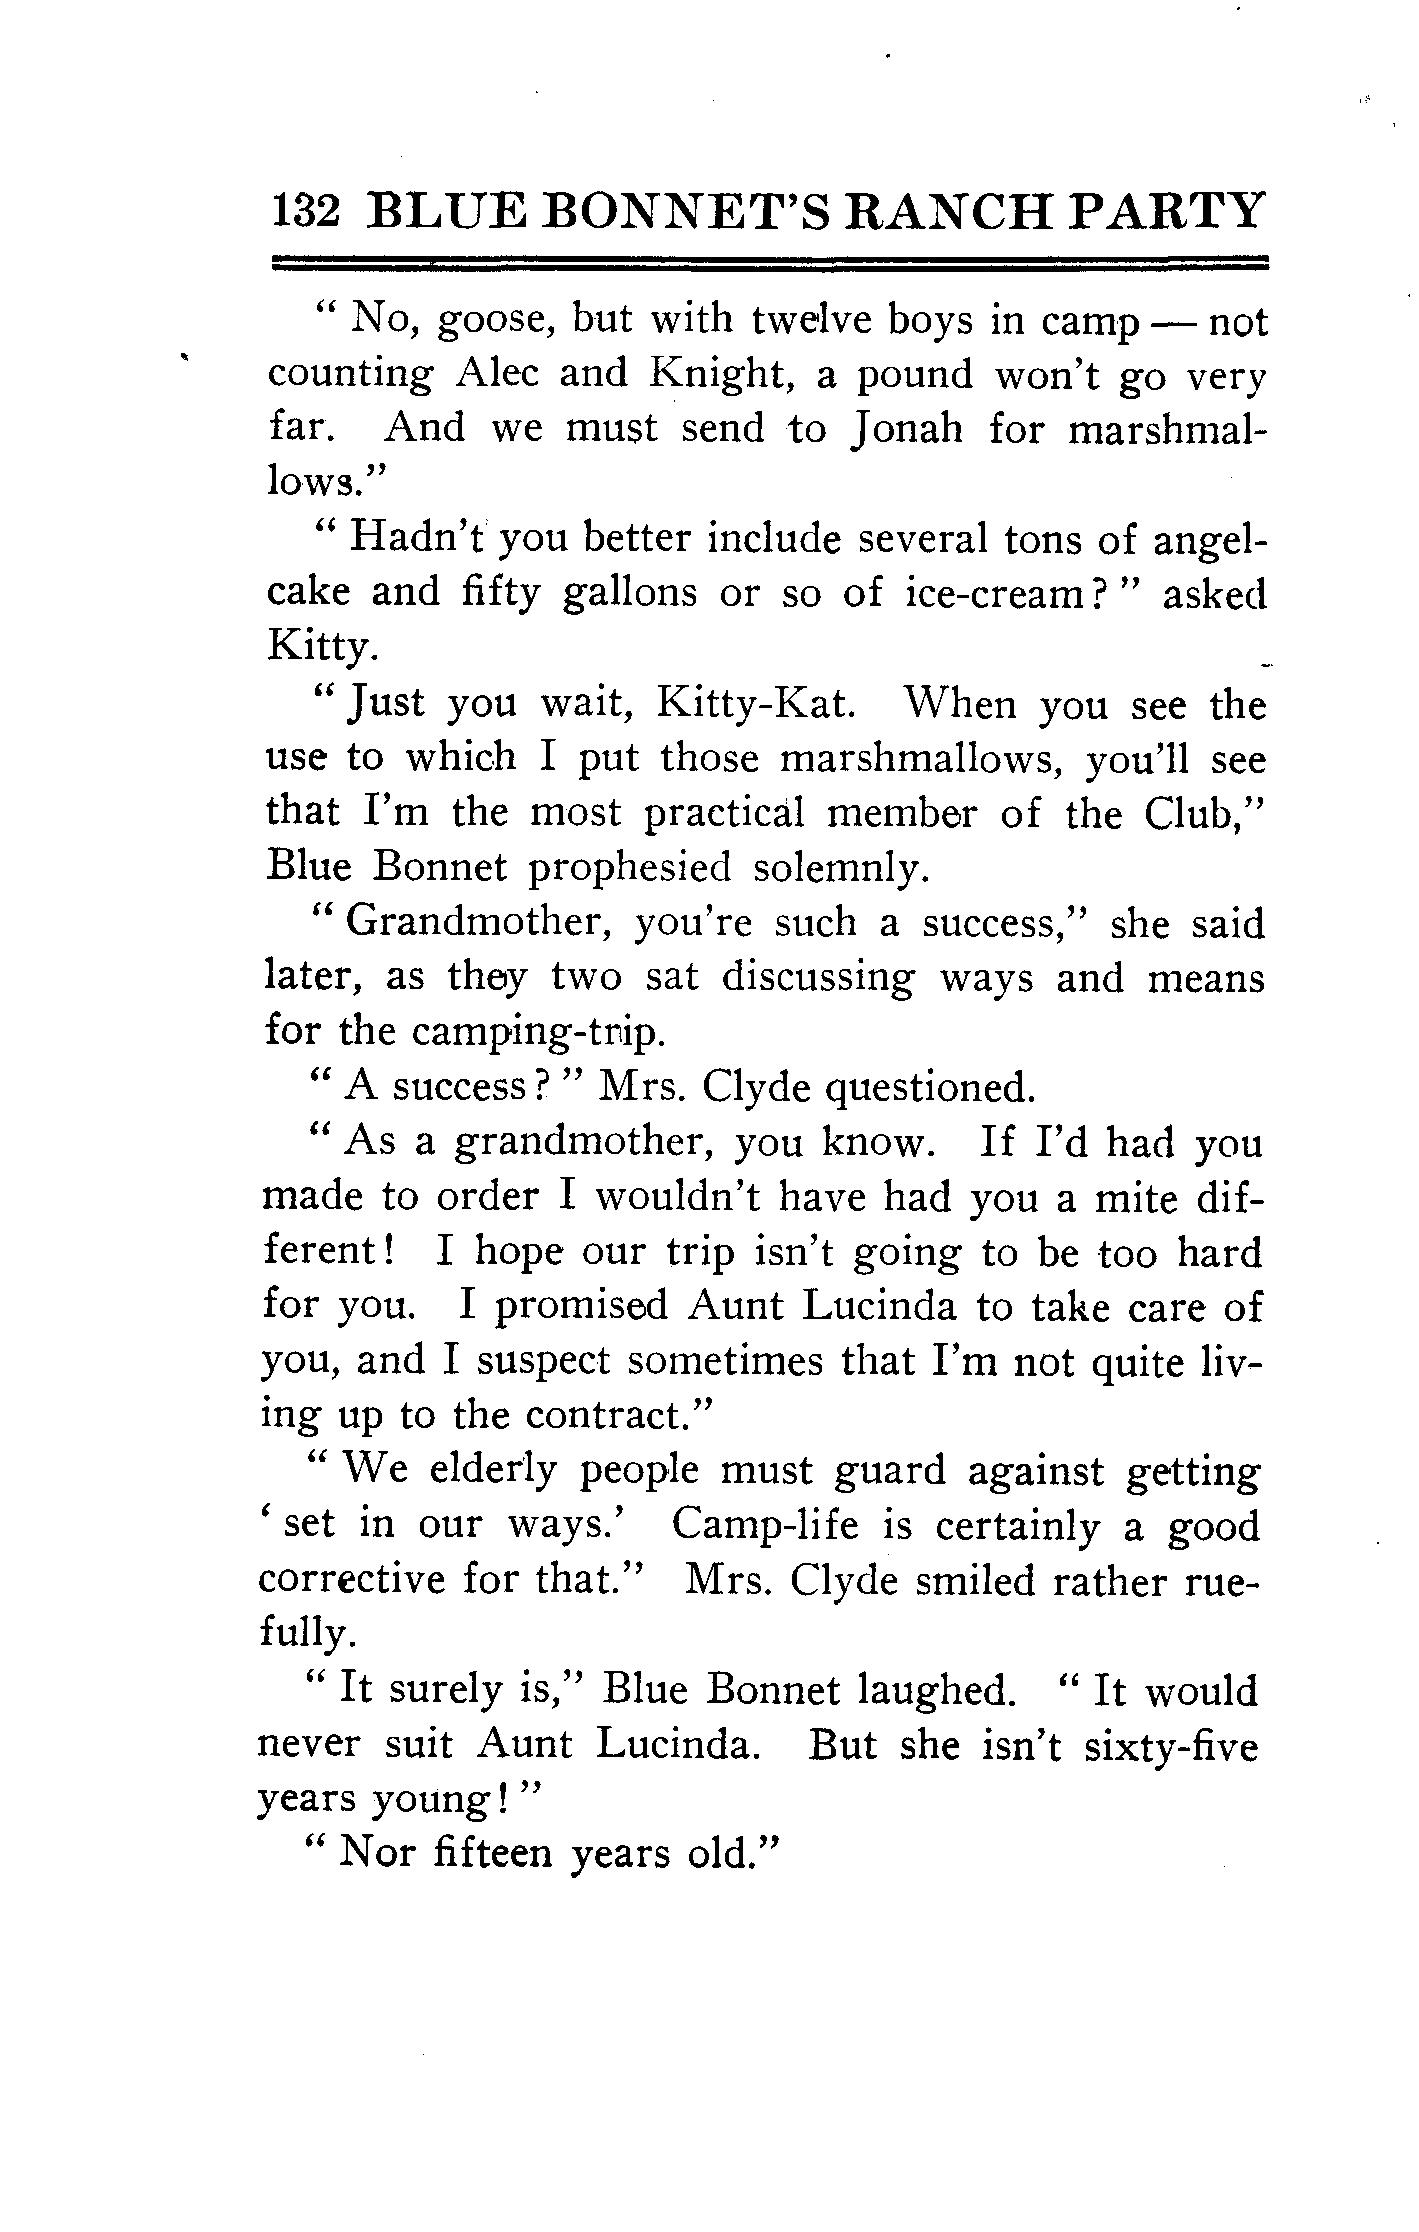 132 BLUE BONNET'S RANCH PARTY
" No, goose, but with twelve boys in camp — not
counting Alec and Knight, a pound won't go very
far. And we must send to Jonah for marshmal-
lows."
" Hadn't you better include several tons of angel-
cake and fifty gallons or so of ice-cream? " asked
Kitty.
" Just you wait, Kitty-Kat. When you see the
use to which I put those marshmallows, you'll see
that I'm the most practical member of the Club,"
Blue Bonnet prophesied solemnly.
" Grandmother, you're such a success," she said
later, as they two sat discussing ways and means
for the camping-trip.
" A success? " Mrs. Clyde questioned.
" As a grandmother, you know. If I'd had you
made to order I wouldn't have had you a mite dif-
ferent! I hope our trip isn't going to be too hard
for you. I promised Aunt Lucinda to take care of
you, and I suspect sometimes that I'm not quite liv-
ing up to the contract."
" We elderly people must guard against getting
' set in our ways.' Camp-life is certainly a good
corrective for that." Mrs. Clyde smiled rather rue-
fully.
" It surely is," Blue Bonnet laughed. " It would
never suit Aunt Lucinda. But she isn't sixty-five
years young! "
" Nor fifteen years old."